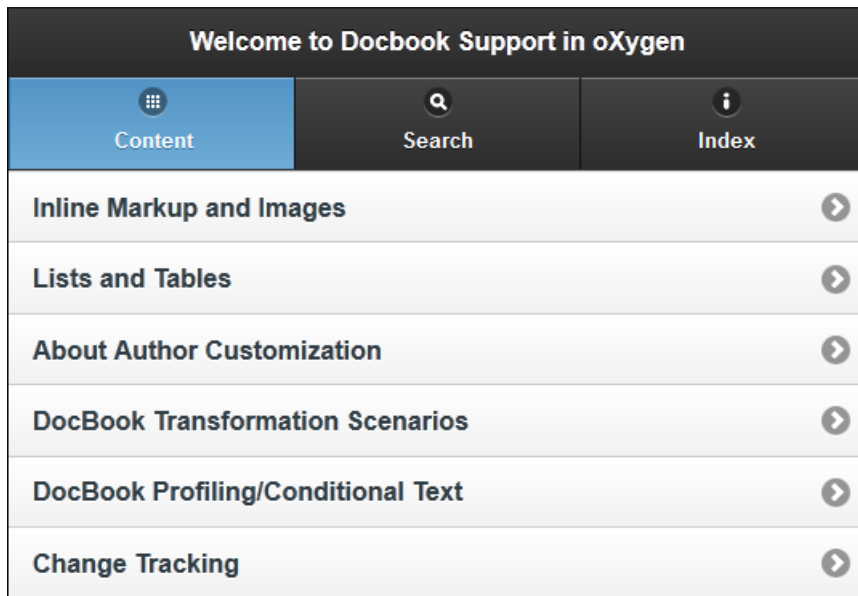 Welcome to Docbook Support in oXygen
Content
Search
Index
Inline Markup and Images
Lists and Tables
About Author Customization
DocBook Transformation Scenarios
DocBook Profiling/Conditional Text
Change Tracking